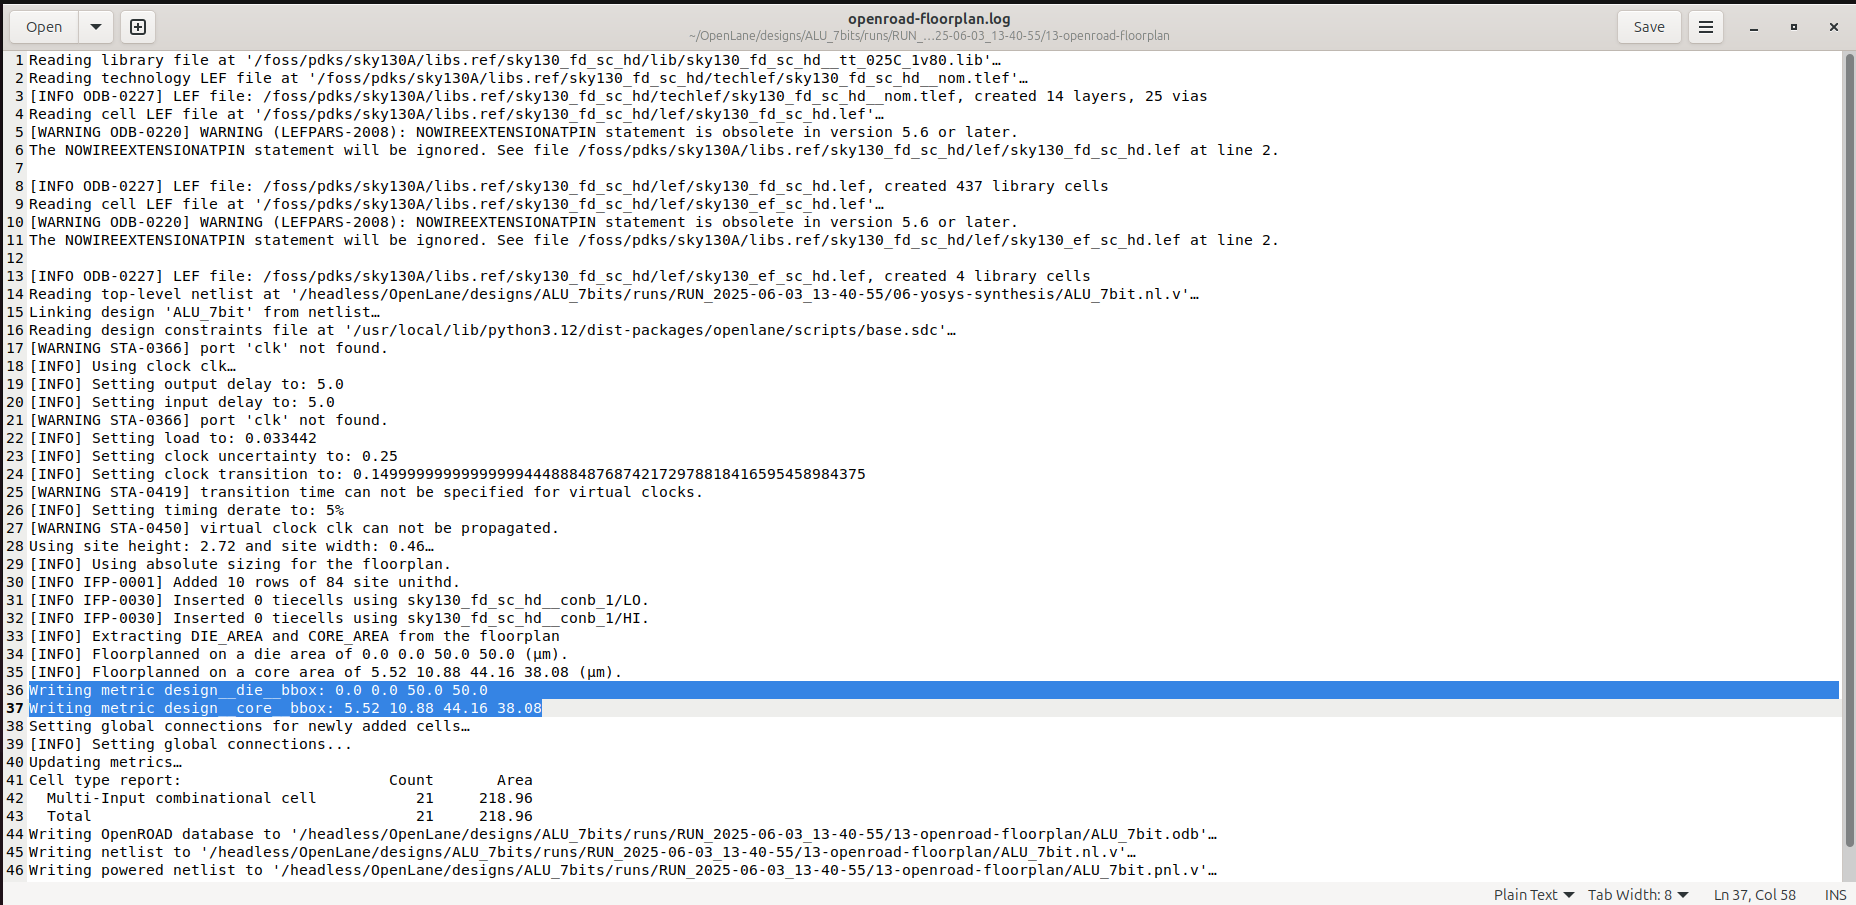 Open
openroad-floorplan.log
~/OpenLane/designs/ALU_7bits/runs/RUN_…25-06-03_13-40-55/13-openroad-floorplan
Save
1 Reading library file at '/foss/pdks/sky130A/libs.ref/sky130_fd_sc_hd/lib/sky130_fd_sc_hd__tt_025C_1v80.lib'…
2 Reading technology LEF file at '/foss/pdks/sky130A/libs.ref/sky130_fd_sc_hd/techlef/sky130_fd_sc_hd__nom.tlef'…
3 [INFO ODB-0227] LEF file: /foss/pdks/sky130A/libs.ref/sky130_fd_sc_hd/techlef/sky130_fd_sc_hd__nom.tlef, created 14 layers, 25 vias
4 Reading cell LEF file at '/foss/pdks/sky130A/libs.ref/sky130_fd_sc_hd/lef/sky130_fd_sc_hd.lef'…
5 [WARNING ODB-0220] WARNING (LEFPARS-2008): NOWIREEXTENSIONATPIN statement is obsolete in version 5.6 or later.
6 The NOWIREEXTENSIONATPIN statement will be ignored. See file /foss/pdks/sky130A/libs.ref/sky130_fd_sc_hd/lef/sky130_fd_sc_hd.lef at line 2.
7
8 [INFO ODB-0227] LEF file: /foss/pdks/sky130A/libs.ref/sky130_fd_sc_hd/lef/sky130_fd_sc_hd.lef, created 437 library cells
9 Reading cell LEF file at '/foss/pdks/sky130A/libs.ref/sky130_fd_sc_hd/lef/sky130_ef_sc_hd.lef'…
10 [WARNING ODB-0220] WARNING (LEFPARS-2008): NOWIREEXTENSIONATPIN statement is obsolete in version 5.6 or later.
11 The NOWIREEXTENSIONATPIN statement will be ignored. See file /foss/pdks/sky130A/libs.ref/sky130_fd_sc_hd/lef/sky130_ef_sc_hd.lef at line 2.
12
13 [INFO ODB-0227] LEF file: /foss/pdks/sky130A/libs.ref/sky130_fd_sc_hd/lef/sky130_ef_sc_hd.lef, created 4 library cells
14 Reading top-level netlist at '/headless/OpenLane/designs/ALU_7bits/runs/RUN_2025-06-03_13-40-55/06-yosys-synthesis/ALU_7bit.nl.v'…
15 Linking design 'ALU_7bit' from netlist…
16 Reading design constraints file at '/usr/local/lib/python3.12/dist-packages/openlane/scripts/base.sdc'…
17 [WARNING STA-0366] port 'clk' not found.
18 [INFO] Using clock clk…
19 [INFO] Setting output delay to: 5.0
20 [INFO] Setting input delay to: 5.0
21 [WARNING STA-0366] port 'clk' not found.
22 [INFO] Setting load to: 0.033442
23 [INFO] Setting clock uncertainty to: 0.25
24 [INFO] Setting clock transition to: 0.1499999999999999944488848768742172978818416595458984375
25 [WARNING STA-0419] transition time can not be specified for virtual clocks.
26 [INFO] Setting timing derate to: 5%
27 [WARNING STA-0450] virtual clock clk can not be propagated.
28 Using site height: 2.72 and site width: 0.46…
29 [INFO] Using absolute sizing for the floorplan.
30 [INFO IFP-0001] Added 10 rows of 84 site unithd.
31 [INFO IFP-0030] Inserted 0 tiecells using sky130_fd_sc_hd__conb_1/LO.
32 [INFO IFP-0030] Inserted 0 tiecells using sky130_fd_sc_hd__conb_1/HI.
33 [INFO] Extracting DIE_AREA and CORE_AREA from the floorplan
34 [INFO] Floorplanned on a die area of 0.0 0.0 50.0 50.0 (µm).
35 [INFO] Floorplanned on a core area of 5.52 10.88 44.16 38.08 (µm).
36 Writing metric design__die__bbox: 0.0 0.0 50.0 50.0
37 Writing metric design__core__bbox: 5.52 10.88 44.16 38.08
38 Setting global connections for newly added cells…
39 [INFO] Setting global connections...
40 Updating metrics…
41 Cell type report: Count Area
42 Multi-Input combinational cell 21 218.96
43 Total 21 218.96
44 Writing OpenROAD database to '/headless/OpenLane/designs/ALU_7bits/runs/RUN_2025-06-03_13-40-55/13-openroad-floorplan/ALU_7bit.odb'…
45 Writing netlist to '/headless/OpenLane/designs/ALU_7bits/runs/RUN_2025-06-03_13-40-55/13-openroad-floorplan/ALU_7bit.nl.v'…
46 Writing powered netlist to '/headless/OpenLane/designs/ALU_7bits/runs/RUN_2025-06-03_13-40-55/13-openroad-floorplan/ALU_7bit.pnl.v'…
Plain Text Tab Width: 8 Ln 37, Col 58 INS